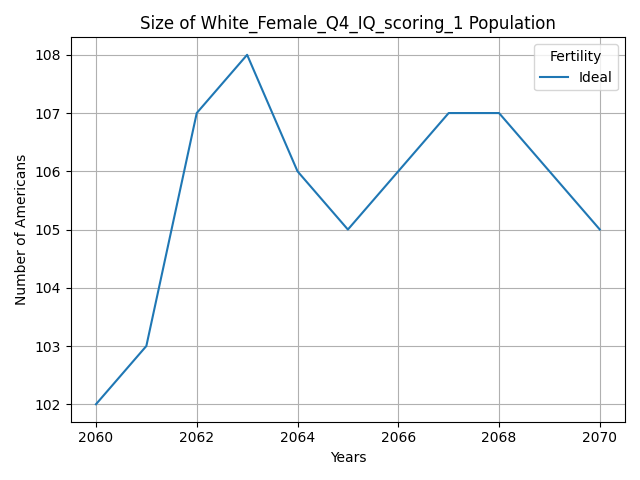 Size of White_Female_Q4_IQ_scoring_1 Population
Fertility
Ideal
Number of Americans
108
107
106
105
104
103
102
2060 2062 2064 2066 2068 2070
Years